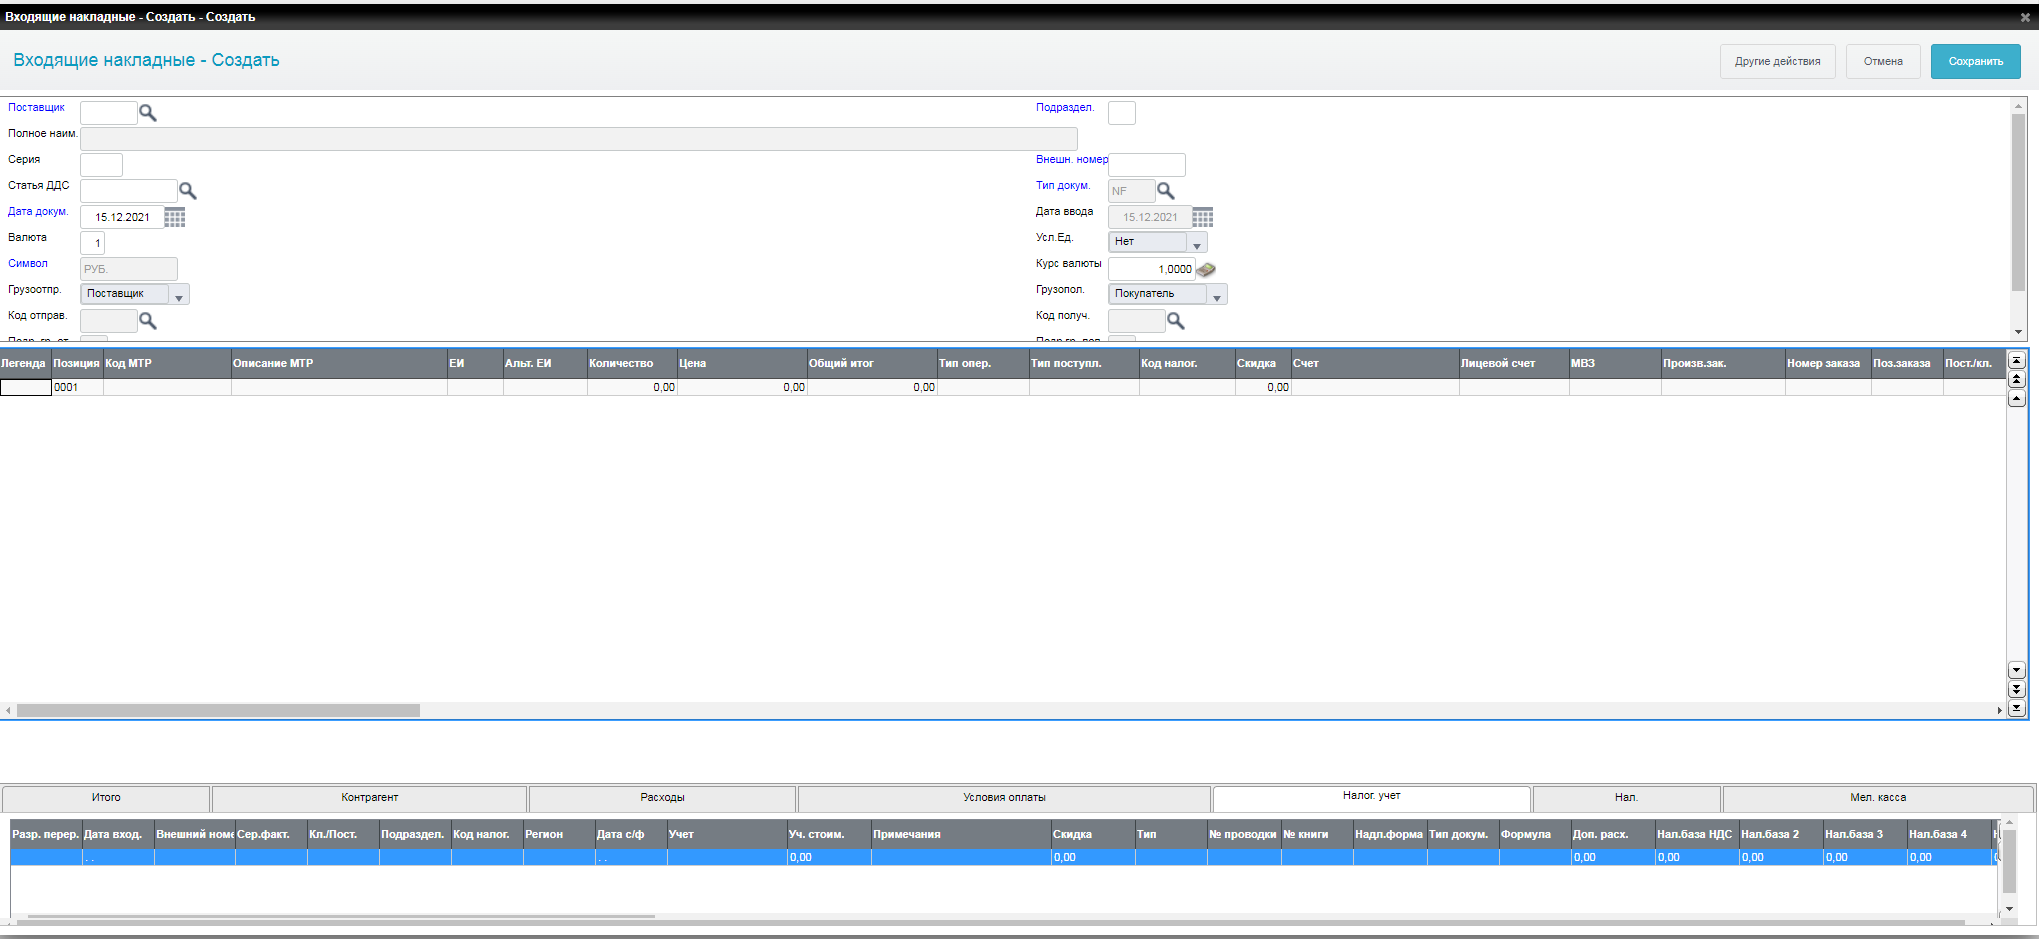 Входящие накладные - Создать - Создать
Входящие накладные - Создать
Другие действия
Отмена
Сохранить
Поставщик
Подраздел.
Полное наим.
Серия
Внешн. номер
Статья ДДС
Тип докум. NF
Дата докум. 15.12.2021
Дата ввода 15.12.2021
Валюта 1
Усл.Ед. Нет
Символ РУБ.
Курс валюты 1,0000
Грузоотпр. Поставщик
Грузопол. Покупатель
Код отправ.
Код получ.
Легенда Позиция Код МТР Описание МТР ЕИ Альт. ЕИ Количество Цена Общий итог Тип опер. Тип поступл. Код налог. Скидка Счет Лицевой счет МВЗ Произв.зак. Номер заказа Поз.заказа Пост./кл.
0001 0,00 0,00 0,00 0,00
Итого Контрагент Расходы Условия оплаты Налог. учет Нал. Мел. касса
Разр. перер. Дата вход. Внешний номе Сер.факт. Кл./Пост. Подраздел. Код налог. Регион Дата с/ф Учет Уч. стоим. Примечания Скидка Тип № проводки № книги Надл.форма Тип докум. Формула Доп. расх. Нал.база НДС Нал.база 2 Нал.база 3 Нал.база 4
. . . . 0,00 0,00 0,00 0,00 0,00 0,00 0,00